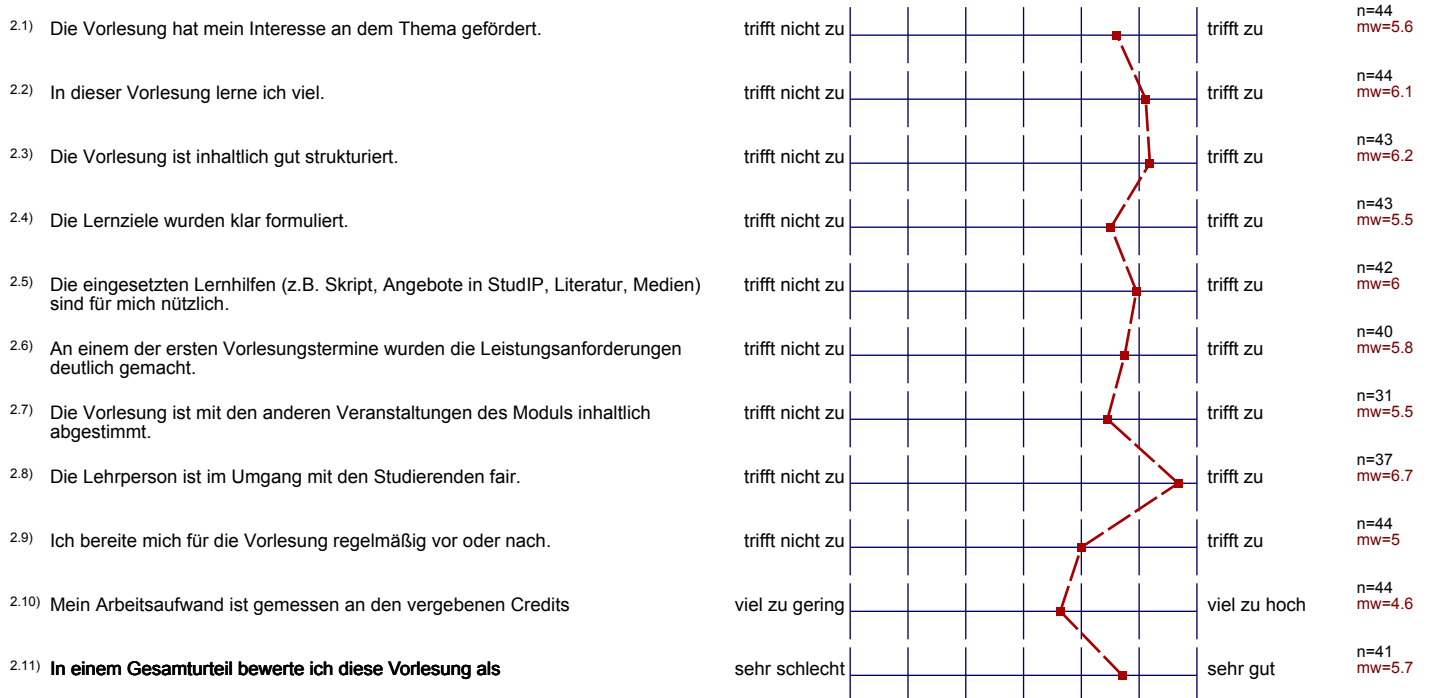 2.1) Die Vorlesung hat mein Interesse an dem Thema gefördert. trifft nicht zu trifft zu n=44
mw=5.6
2.2) In dieser Vorlesung lerne ich viel. trifft nicht zu trifft zu n=44
mw=6.1
2.3) Die Vorlesung ist inhaltlich gut strukturiert. trifft nicht zu trifft zu n=43
mw=6.2
2.4) Die Lernziele wurden klar formuliert. trifft nicht zu trifft zu n=43
mw=5.5
2.5) Die eingesetzten Lernhilfen (z.B. Skript, Angebote in StudIP, Literatur, Medien) trifft nicht zu trifft zu n=42
sind für mich nützlich. mw=6
2.6) An einem der ersten Vorlesungstermine wurden die Leistungsanforderungen trifft nicht zu trifft zu n=40
deutlich gemacht. mw=5.8
2.7) Die Vorlesung ist mit den anderen Veranstaltungen des Moduls inhaltlich trifft nicht zu trifft zu n=31
abgestimmt. mw=5.5
2.8) Die Lehrperson ist im Umgang mit den Studierenden fair. trifft nicht zu trifft zu n=37
mw=6.7
2.9) Ich bereite mich für die Vorlesung regelmäßig vor oder nach. trifft nicht zu trifft zu n=44
mw=5
2.10) Mein Arbeitsaufwand ist gemessen an den vergebenen Credits viel zu gering viel zu hoch n=44
mw=4.6
2.11) In einem Gesamturteil bewerte ich diese Vorlesung als sehr schlecht sehr gut n=41
mw=5.7